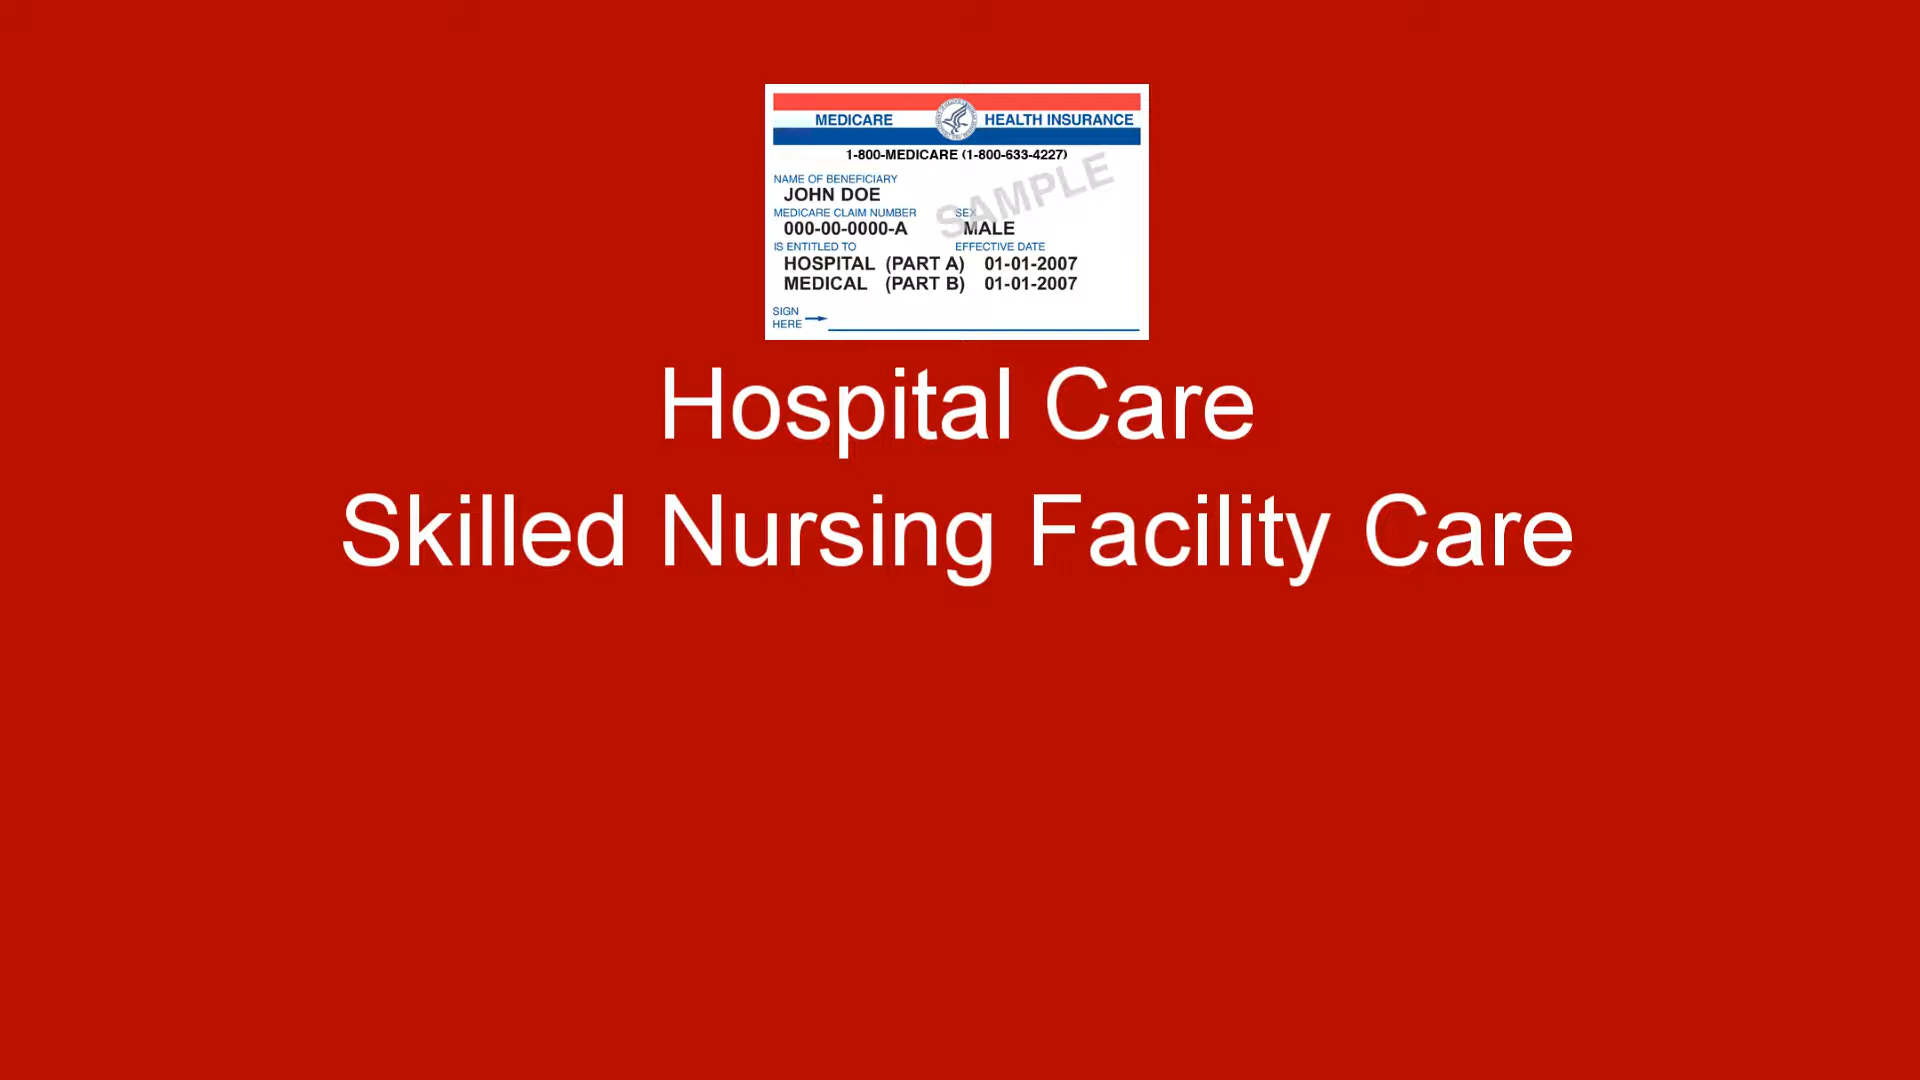 MEDICARE HEALTH INSURANCE
1-800-MEDICARE (1-800-633-4227)
SAMPLE
NAME OF BENEFICIARY
JOHN DOE
MEDICARE CLAIM NUMBER SEX
000-00-0000-A MALE
IS ENTITLED TO EFFECTIVE DATE
HOSPITAL (PART A) 01-01-2007
MEDICAL (PART B) 01-01-2007
SIGN
HERE
Hospital Care
Skilled Nursing Facility Care